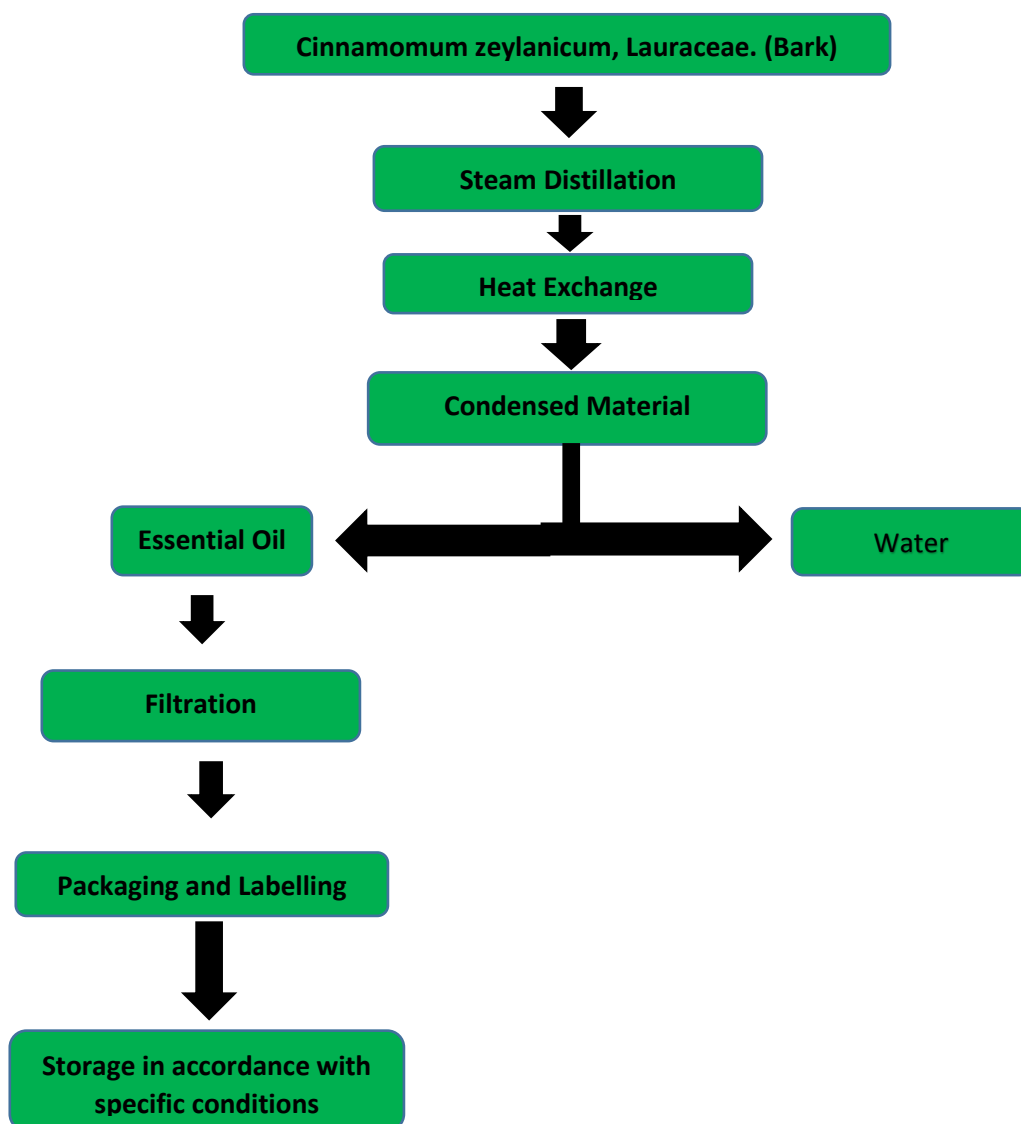 Cinnamomum zeylanicum, Lauraceae. (Bark)
Steam Distillation
Heat Exchange
Condensed Material
Essential Oil
Water
Filtration
Packaging and Labelling
Storage in accordance with
specific conditions